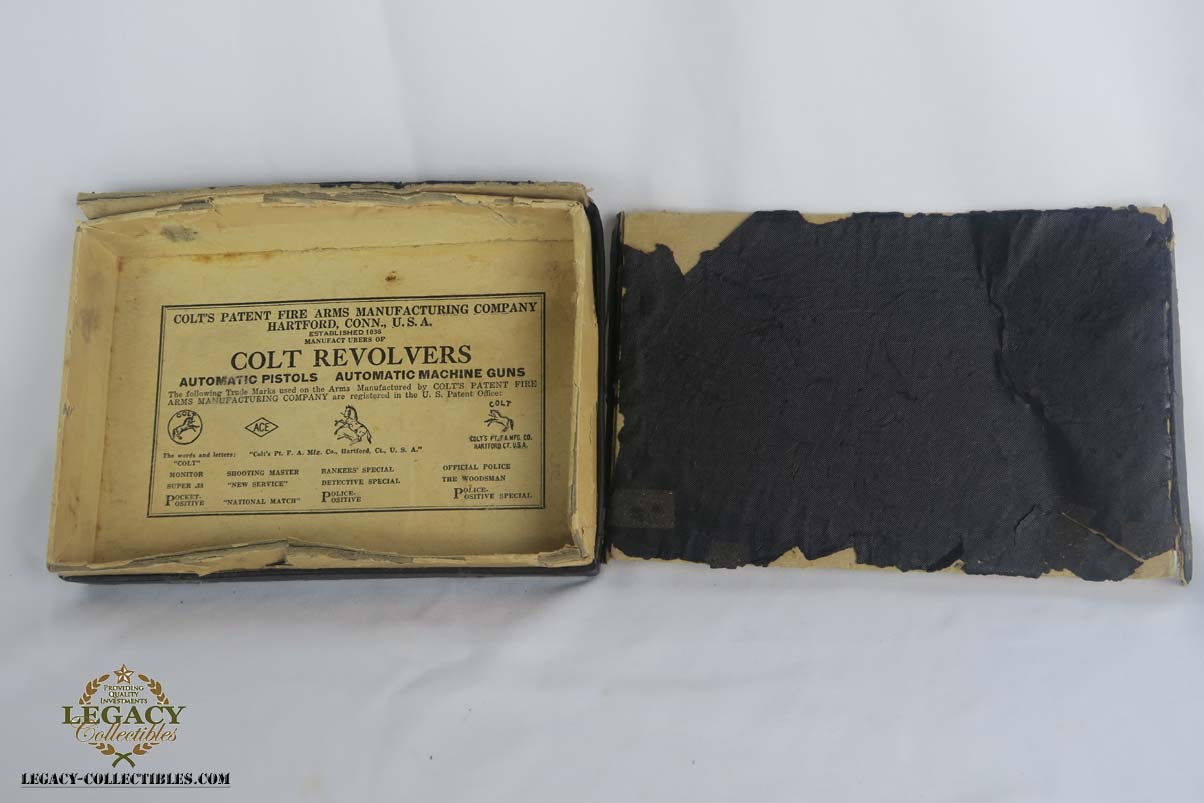 COLT'S PATENT FIRE ARMS MANUFACTURING COMPANY
HARTFORD, CONN., U.S.A.
ESTABLISHED 1836
MANUFACTURERS OF
COLT REVOLVERS
AUTOMATIC PISTOLS AUTOMATIC MACHINE GUNS
The following Trade Marks used on the Arms Manufactured by COLT'S PATENT FIRE
ARMS MANUFACTURING COMPANY are registered in the U. S. Patent Office:
COLT
ACE
COLT
COLT'S PT. F.A. MFG. CO.
HARTFORD CT. U.S.A.
The words and letters: "Colt's Pt. F. A. Mfg. Co., Hartford, Ct., U. S. A."
"COLT"
MONITOR SHOOTING MASTER BANKERS' SPECIAL OFFICIAL POLICE
SUPER .38 "NEW SERVICE" DETECTIVE SPECIAL THE WOODSMAN
POCKET-POSITIVE "NATIONAL MATCH" POLICE-POSITIVE POLICE-POSITIVE SPECIAL
PROVIDING
QUALITY
INVESTMENTS
LEGACY
Collectibles
LEGACY-COLLECTIBLES.COM